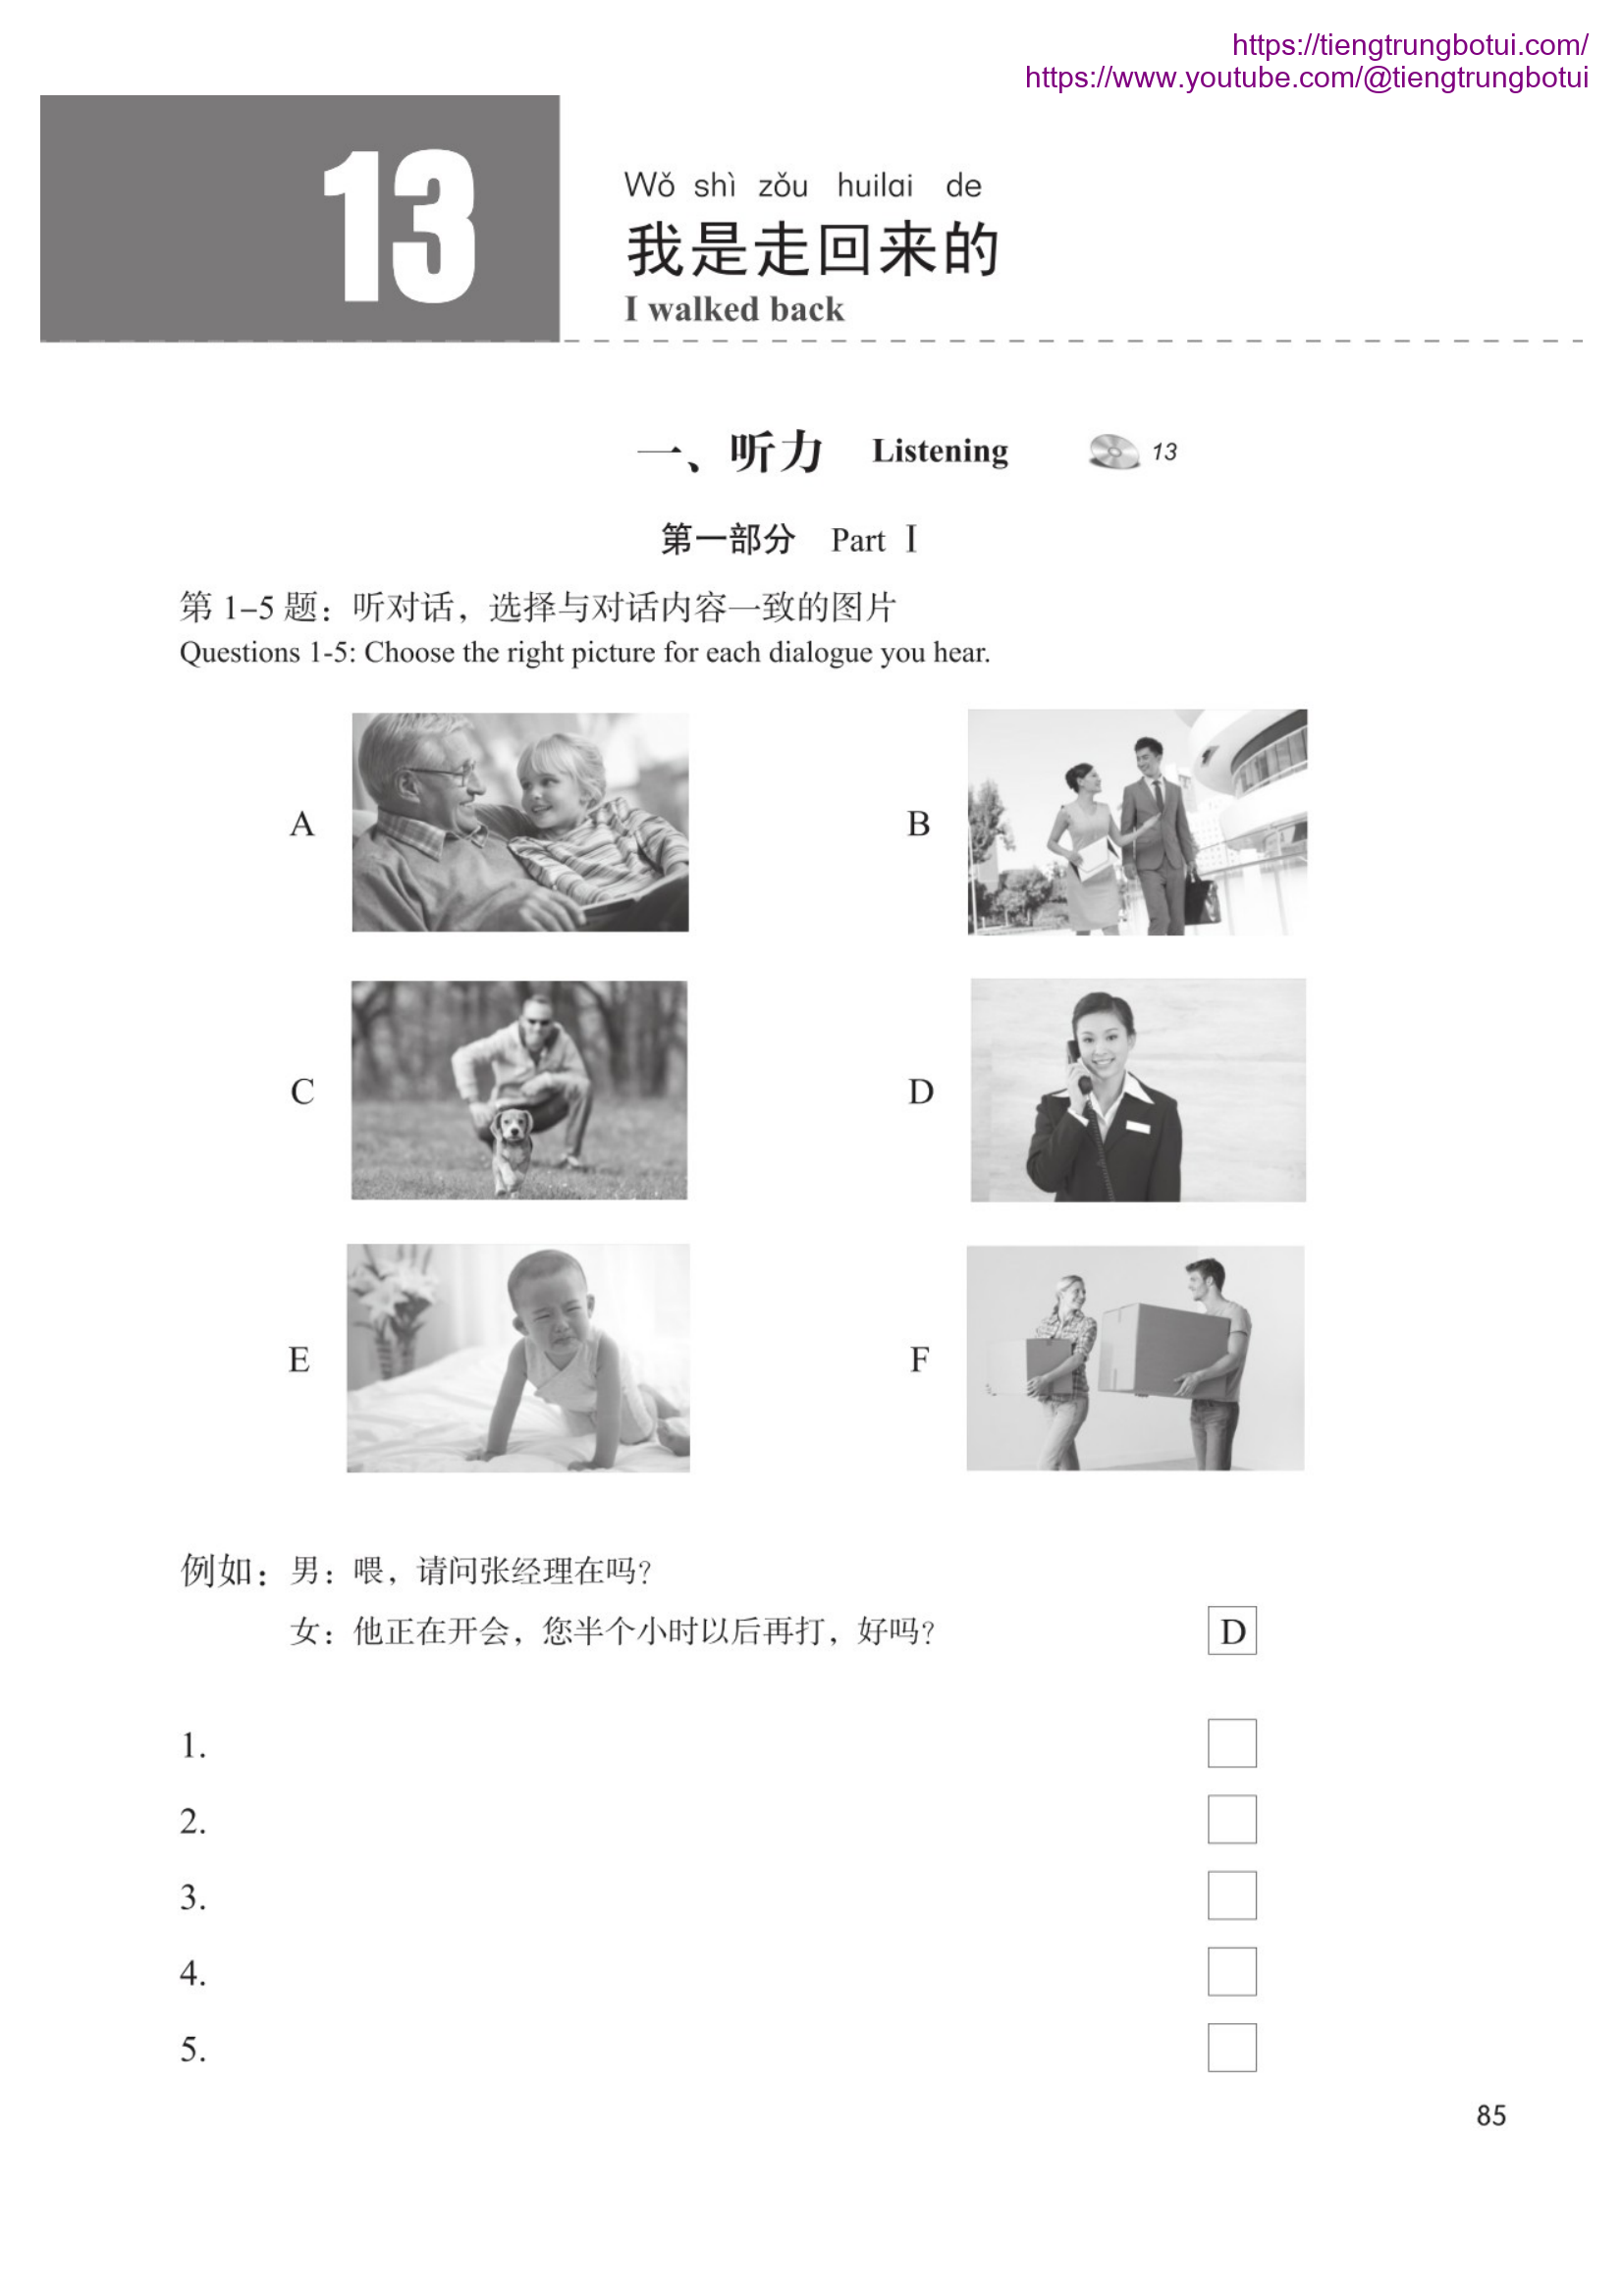 https://tiengtrungbotui.com/
https://www.youtube.com/@tiengtrungbotui
13
Wǒ shì zǒu huilai de
我是走回来的
I walked back
一、听力 Listening 13
第一部分 Part Ⅰ
第 1–5 题：听对话，选择与对话内容一致的图片
Questions 1-5: Choose the right picture for each dialogue you hear.
A
B
C
D
E
F
例如：男：喂，请问张经理在吗？
女：他正在开会，您半个小时以后再打，好吗？ D
1.
2.
3.
4.
5.
85